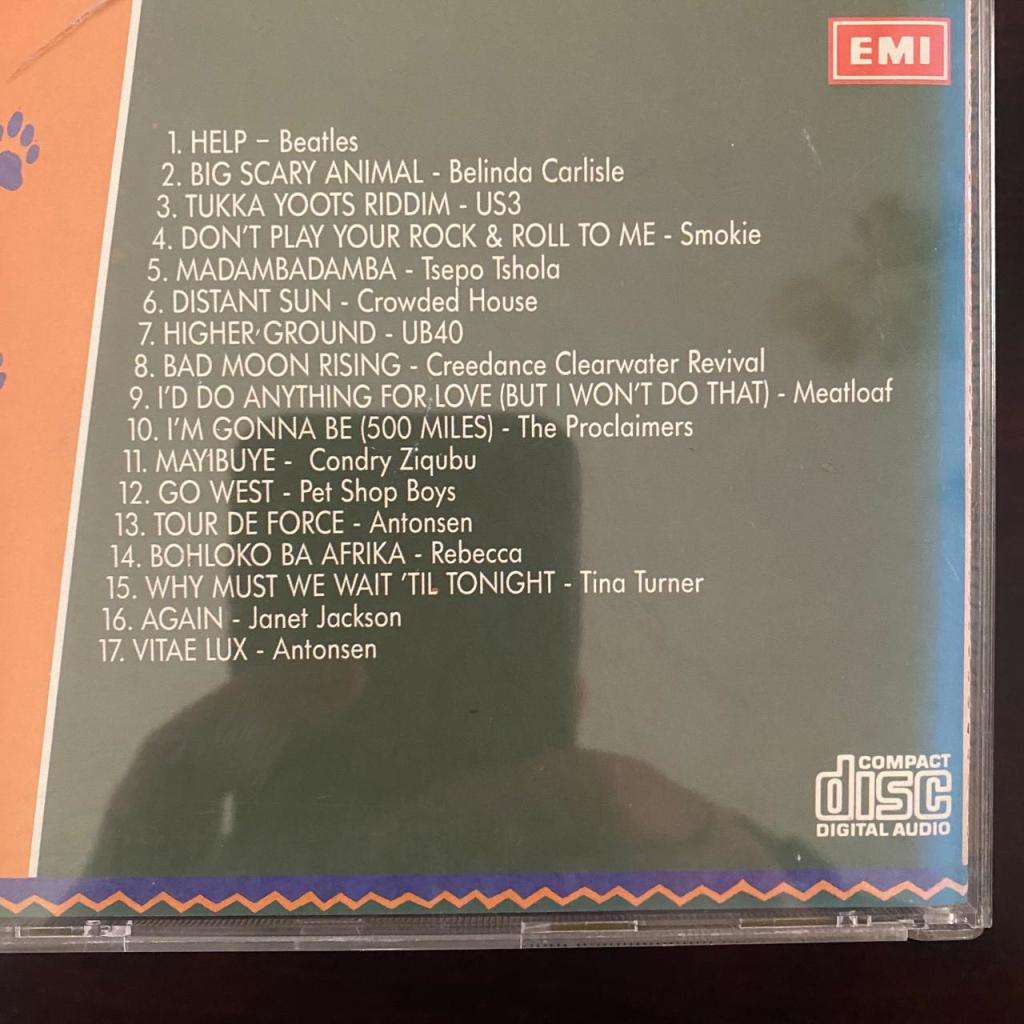 EMI
1. HELP – Beatles
2. BIG SCARY ANIMAL - Belinda Carlisle
3. TUKKA YOOTS RIDDIM - US3
4. DON'T PLAY YOUR ROCK & ROLL TO ME - Smokie
5. MADAMBADAMBA - Tsepo Tshola
6. DISTANT SUN - Crowded House
7. HIGHER GROUND - UB40
8. BAD MOON RISING - Creedance Clearwater Revival
9. I'D DO ANYTHING FOR LOVE (BUT I WON'T DO THAT) - Meatloaf
10. I'M GONNA BE (500 MILES) - The Proclaimers
11. MAYIBUYE - Condry Ziqubu
12. GO WEST - Pet Shop Boys
13. TOUR DE FORCE - Antonsen
14. BOHLOKO BA AFRIKA - Rebecca
15. WHY MUST WE WAIT 'TIL TONIGHT - Tina Turner
16. AGAIN - Janet Jackson
17. VITAE LUX - Antonsen
COMPACT
disc
DIGITAL AUDIO